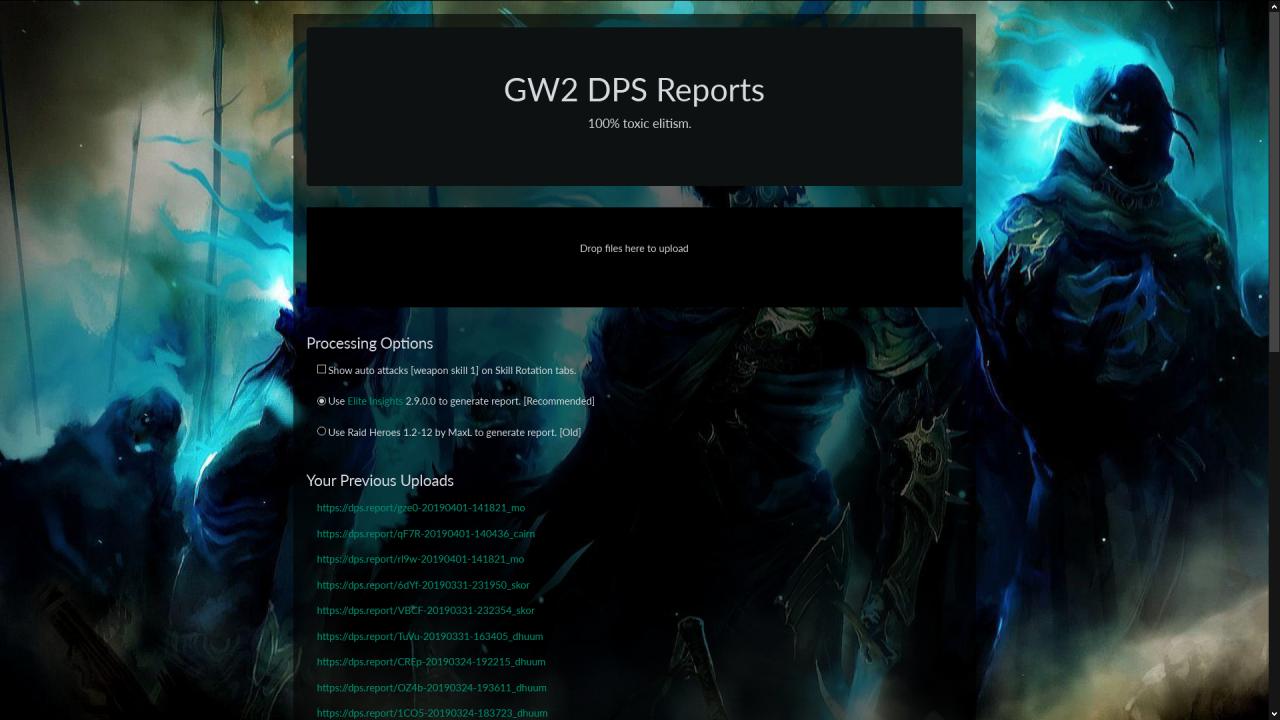 GW2 DPS Reports
100% toxic elitism.
Drop files here to upload
Processing Options
Show auto attacks [weapon skill 1] on Skill Rotation tabs.
Use Elite Insights 2.9.0.0 to generate report. [Recommended]
Use Raid Heroes 1.2-12 by MaxL to generate report. [Old]
Your Previous Uploads
https://dps.report/gze0-20190401-141821_mo
https://dps.report/qF7R-20190401-140436_cairn
https://dps.report/rl9w-20190401-141821_mo
https://dps.report/6dYf-20190331-231950_skor
https://dps.report/VBCF-20190331-232354_skor
https://dps.report/TuVu-20190331-163405_dhuum
https://dps.report/CREp-20190324-192215_dhuum
https://dps.report/OZ4b-20190324-193611_dhuum
https://dps.report/1CO5-20190324-183723_dhuum